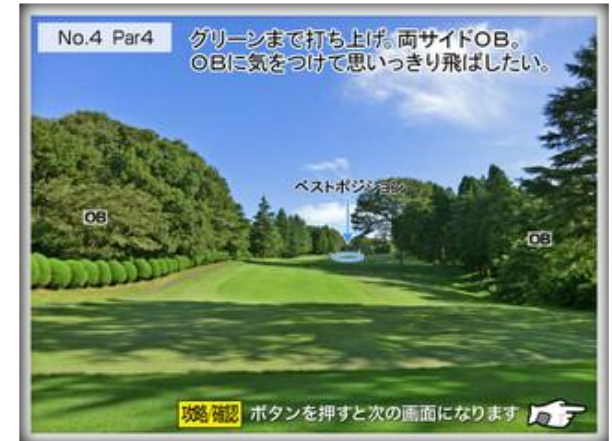 No.4 Par4
グリーンまで打ち上げ。両サイドOB。
OBに気をつけて思いっきり飛ばしたい。
ベストポジション
OB
OB
攻略/確認 ボタンを押すと次の画面になります